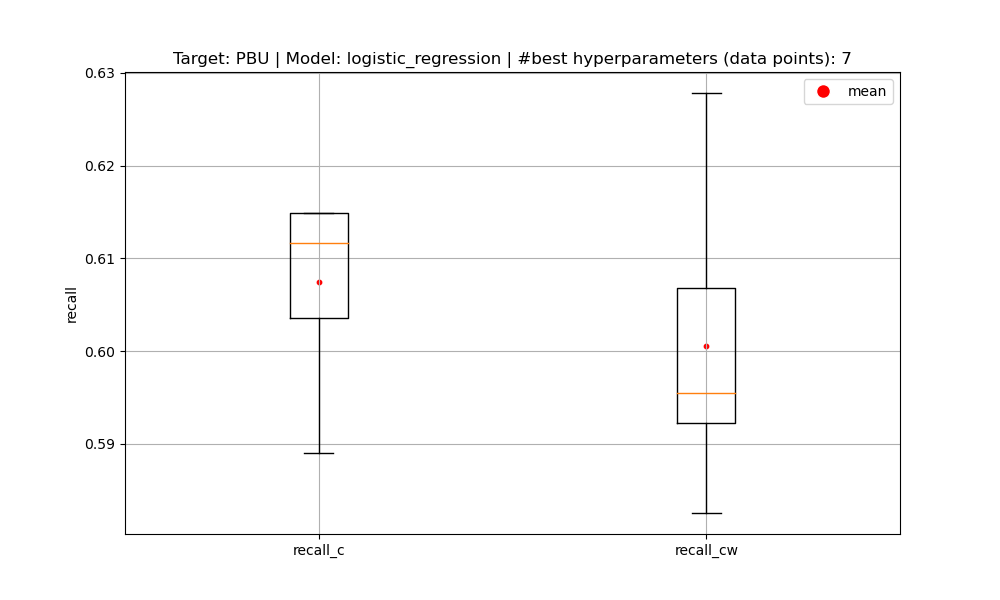 Target: PBU | Model: logistic_regression | #best hyperparameters (data points): 7
mean
0.63
0.62
0.61
0.60
0.59
recall
recall_c
recall_cw